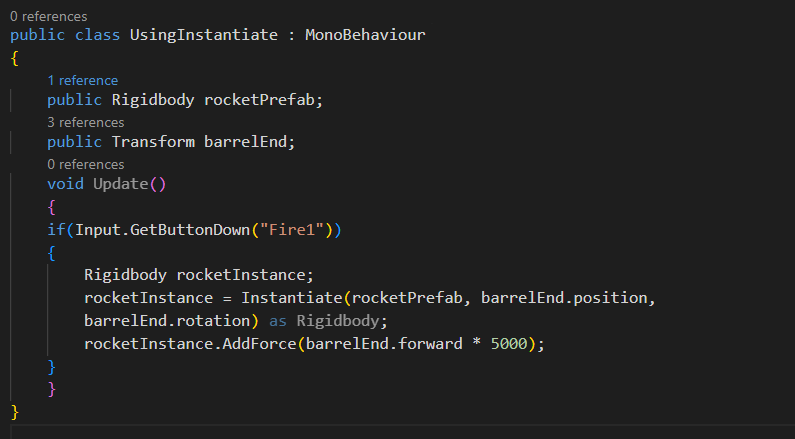 0 references
public class UsingInstantiate : MonoBehaviour
{
1 reference
public Rigidbody rocketPrefab;
3 references
public Transform barrelEnd;
0 references
void Update()
{
if(Input.GetButtonDown("Fire1"))
{
Rigidbody rocketInstance;
rocketInstance = Instantiate(rocketPrefab, barrelEnd.position,
barrelEnd.rotation) as Rigidbody;
rocketInstance.AddForce(barrelEnd.forward * 5000);
}
}
}